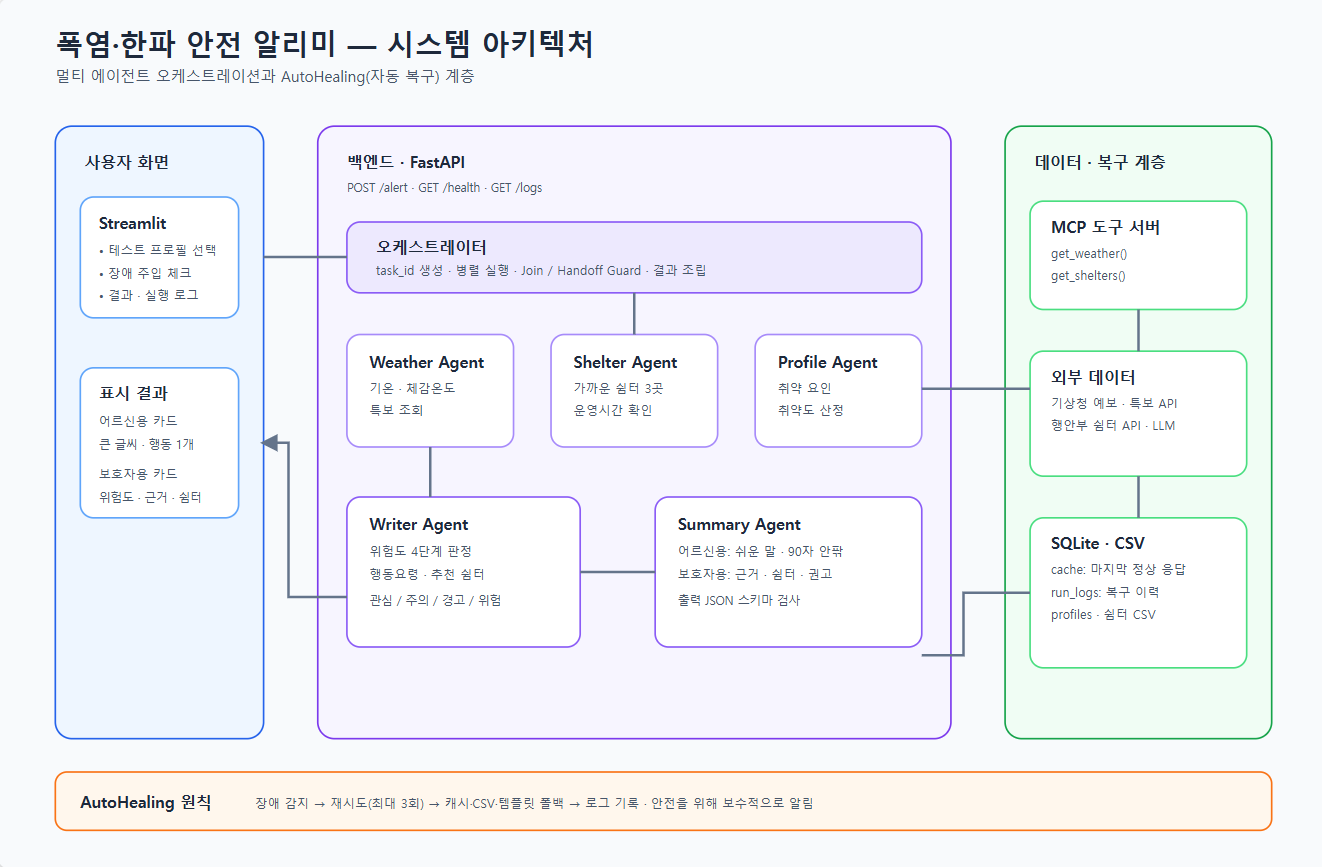 폭염·한파 안전 알리미 — 시스템 아키텍처
멀티 에이전트 오케스트레이션과 AutoHealing(자동 복구) 계층
사용자 화면
Streamlit
• 테스트 프로필 선택
• 장애 주입 체크
• 결과 · 실행 로그
표시 결과
어르신용 카드
큰 글씨 · 행동 1개
보호자용 카드
위험도 · 근거 · 쉼터
백엔드 · FastAPI
POST /alert · GET /health · GET /logs
오케스트레이터
task_id 생성 · 병렬 실행 · Join / Handoff Guard · 결과 조립
Weather Agent
기온 · 체감온도
특보 조회
Shelter Agent
가까운 쉼터 3곳
운영시간 확인
Profile Agent
취약 요인
취약도 산정
Writer Agent
위험도 4단계 판정
행동요령 · 추천 쉼터
관심 / 주의 / 경고 / 위험
Summary Agent
어르신용: 쉬운 말 · 90자 안팎
보호자용: 근거 · 쉼터 · 권고
출력 JSON 스키마 검사
데이터 · 복구 계층
MCP 도구 서버
get_weather()
get_shelters()
외부 데이터
기상청 예보 · 특보 API
행안부 쉼터 API · LLM
SQLite · CSV
cache: 마지막 정상 응답
run_logs: 복구 이력
profiles · 쉼터 CSV
AutoHealing 원칙
장애 감지 → 재시도(최대 3회) → 캐시·CSV·템플릿 폴백 → 로그 기록 · 안전을 위해 보수적으로 알림